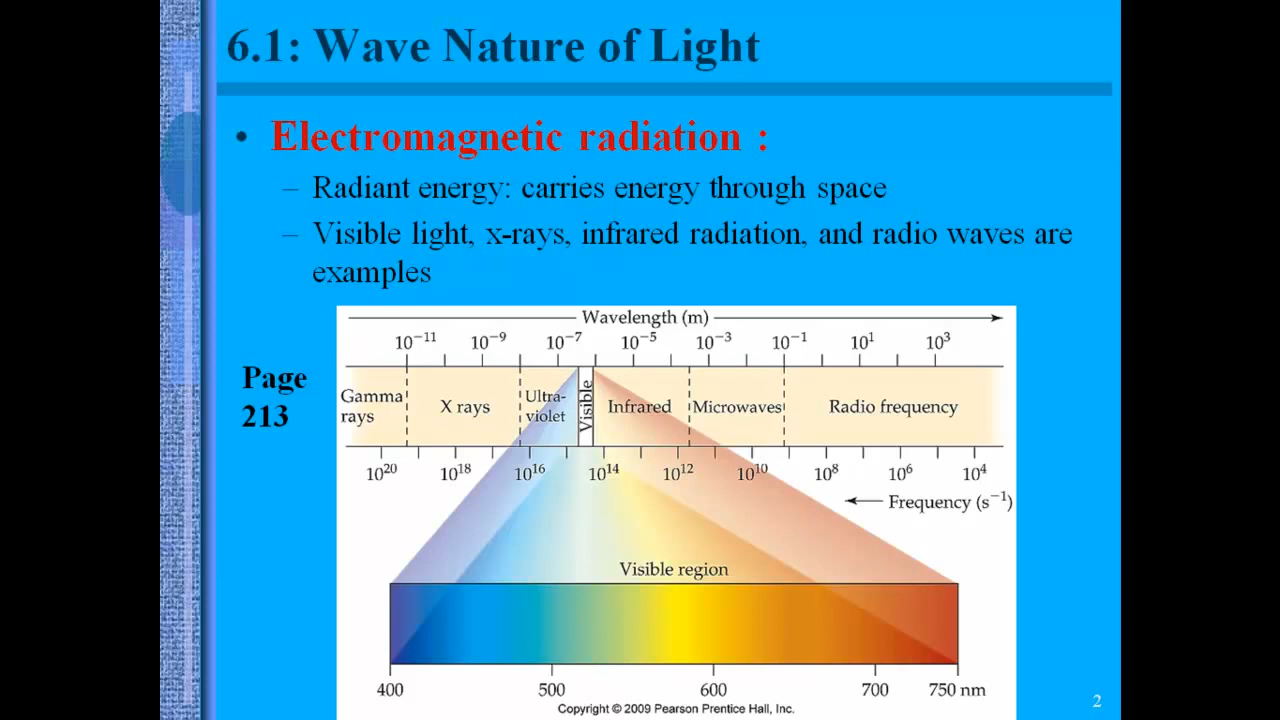 6.1: Wave Nature of Light
• Electromagnetic radiation :
– Radiant energy: carries energy through space
– Visible light, x-rays, infrared radiation, and radio waves are
examples
Page
213
Wavelength (m)
10⁻¹¹ 10⁻⁹ 10⁻⁷ 10⁻⁵ 10⁻³ 10⁻¹ 10¹ 10³
Gamma
rays
X rays
Ultra-
violet
Visible
Infrared
Microwaves
Radio frequency
10²⁰ 10¹⁸ 10¹⁶ 10¹⁴ 10¹² 10¹⁰ 10⁸ 10⁶ 10⁴
Frequency (s⁻¹)
Visible region
400 500 600 700 750 nm
Copyright © 2009 Pearson Prentice Hall, Inc.
2